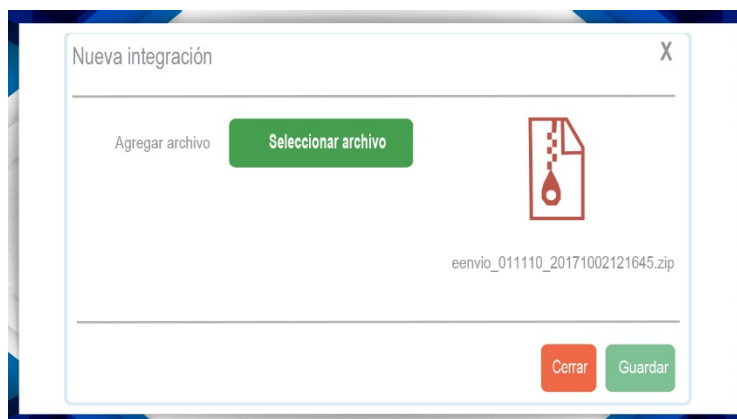 Nueva integración
X
Agregar archivo
Seleccionar archivo
eenvio_011110_20171002121645.zip
Cerrar
Guardar